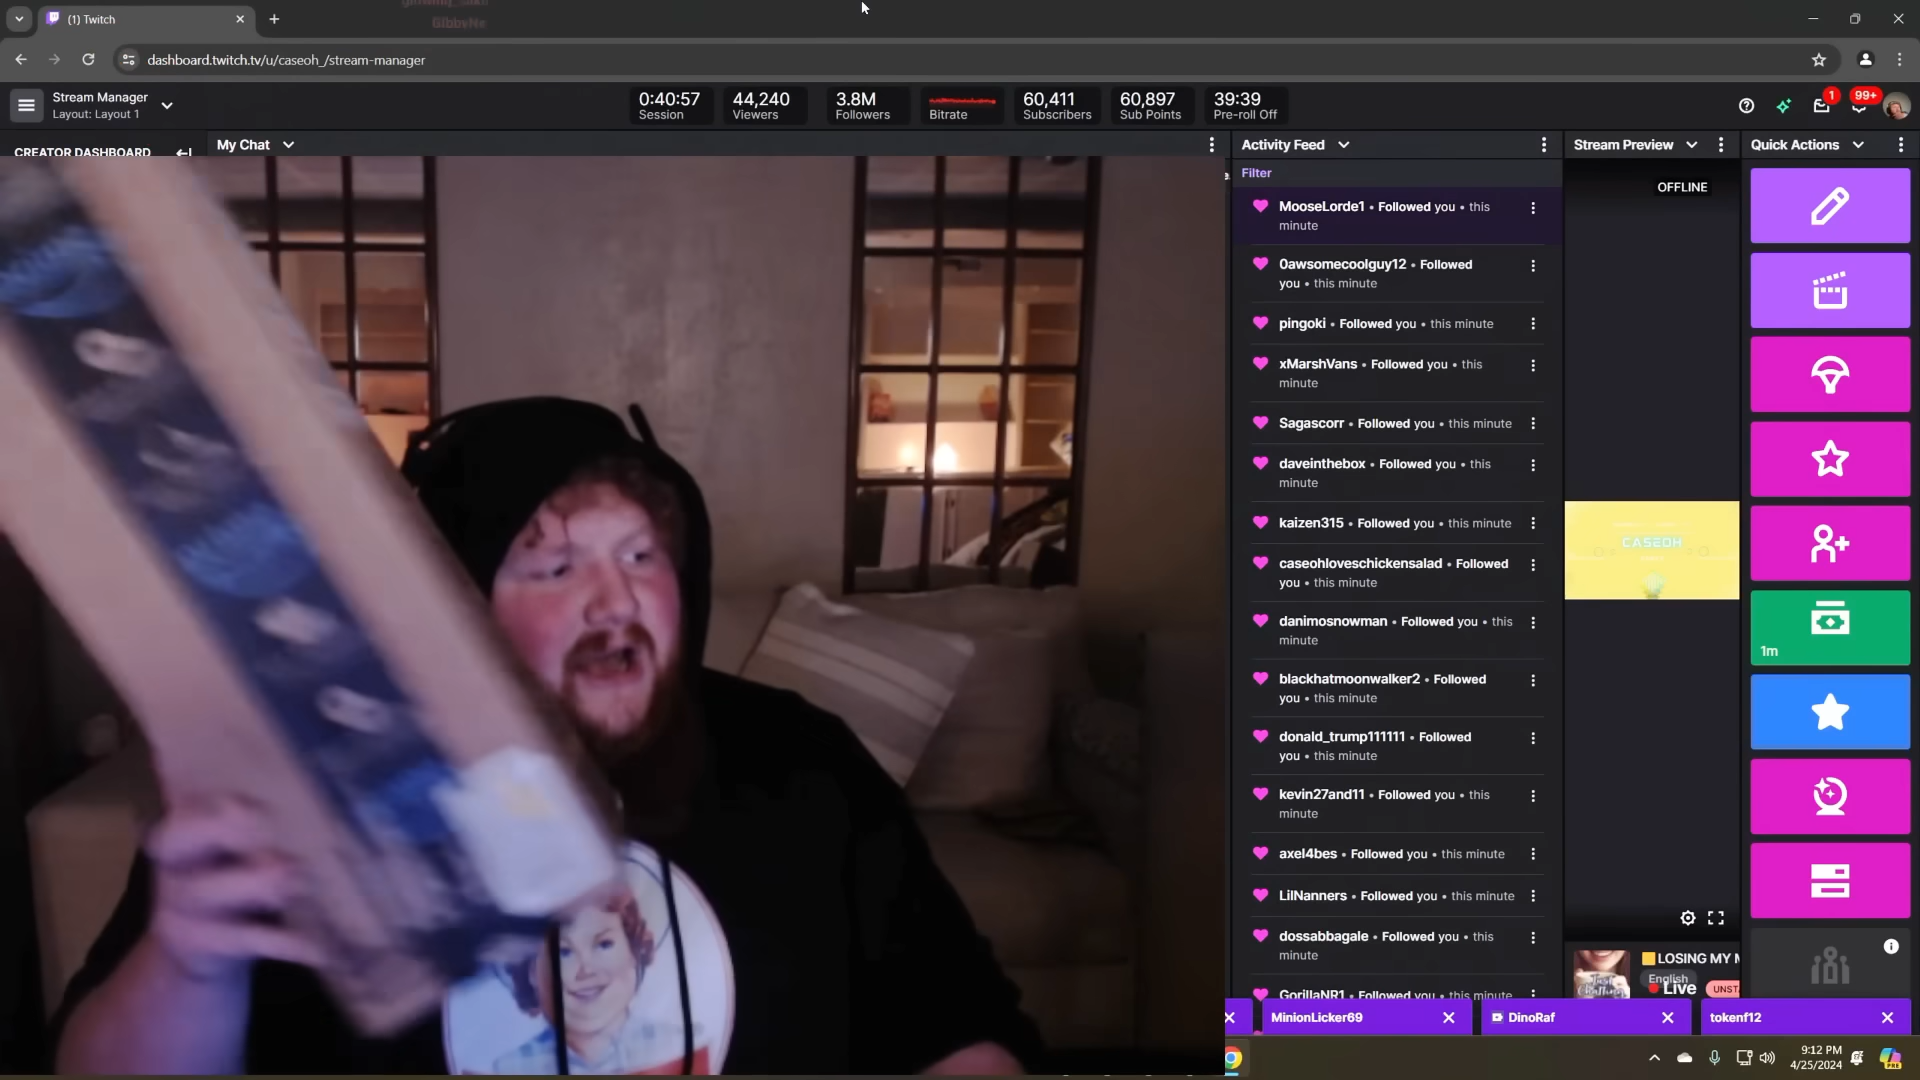 (1) Twitch
dashboard.twitch.tv/u/caseoh_/stream-manager
Stream Manager
Layout: Layout 1
0:40:57
Session
44,240
Viewers
3.8M
Followers
Bitrate
60,411
Subscribers
60,897
Sub Points
39:39
Pre-roll Off
1
99+
CREATOR DASHBOARD
My Chat
Activity Feed
Filter
MooseLorde1 • Followed you • this
minute
0awsomecoolguy12 • Followed
you • this minute
pingoki • Followed you • this minute
xMarshVans • Followed you • this
minute
Sagascorr • Followed you • this minute
daveinthebox • Followed you • this
minute
kaizen315 • Followed you • this minute
caseohloveschickensalad • Followed
you • this minute
danimosnowman • Followed you • this
minute
blackhatmoonwalker2 • Followed
you • this minute
donald_trump111111 • Followed
you • this minute
kevin27and11 • Followed you • this
minute
axel4bes • Followed you • this minute
LilNanners • Followed you • this minute
dossabbagale • Followed you • this
minute
GorillaNR1 • Followed you • this minute
Stream Preview
OFFLINE
CASEOH
LOSING MY M
English
Live
UNST
Just Chatting
Quick Actions
1m
MinionLicker69
DinoRaf
tokenf12
9:12 PM
4/25/2024